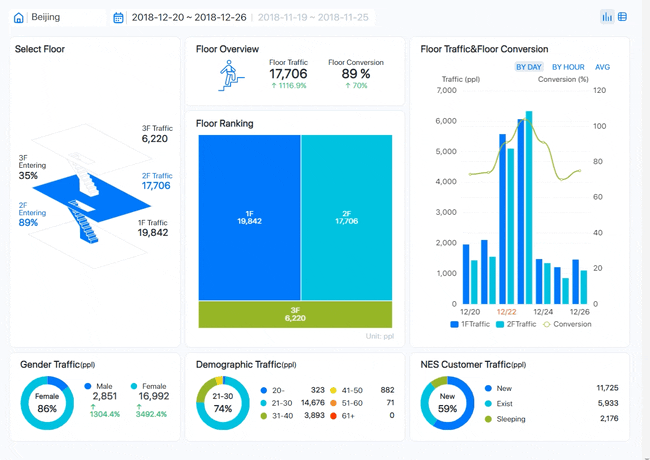 Beijing
2018-12-20 ~ 2018-12-26 | 2018-11-19 ~ 2018-11-25
Select Floor
3F Traffic
6,220
3F
Entering
35%
2F Traffic
17,706
2F
Entering
89%
1F Traffic
19,842
Floor Overview
Floor Traffic
17,706
↑ 1116.9%
Floor Conversion
89 %
↑ 70%
Floor Ranking
1F
19,842
2F
17,706
3F
6,220
Unit: ppl
Floor Traffic&Floor Conversion
BY DAY BY HOUR AVG
Traffic (ppl) Conversion (%)
7,000 120
6,000 100
5,000 80
4,000
3,000 60
2,000 40
1,000 20
0 0
12/20 12/22 12/24 12/26
1FTraffic 2FTraffic Conversion
Gender Traffic(ppl)
Female
86%
Male
2,851
↑
1304.4%
Female
16,992
↑
3492.4%
Demographic Traffic(ppl)
21-30
74%
20- 323 41-50 882
21-30 14,676 51-60 71
31-40 3,893 61+ 0
NES Customer Traffic(ppl)
New
59%
New 11,725
Exist 5,933
Sleeping 2,176